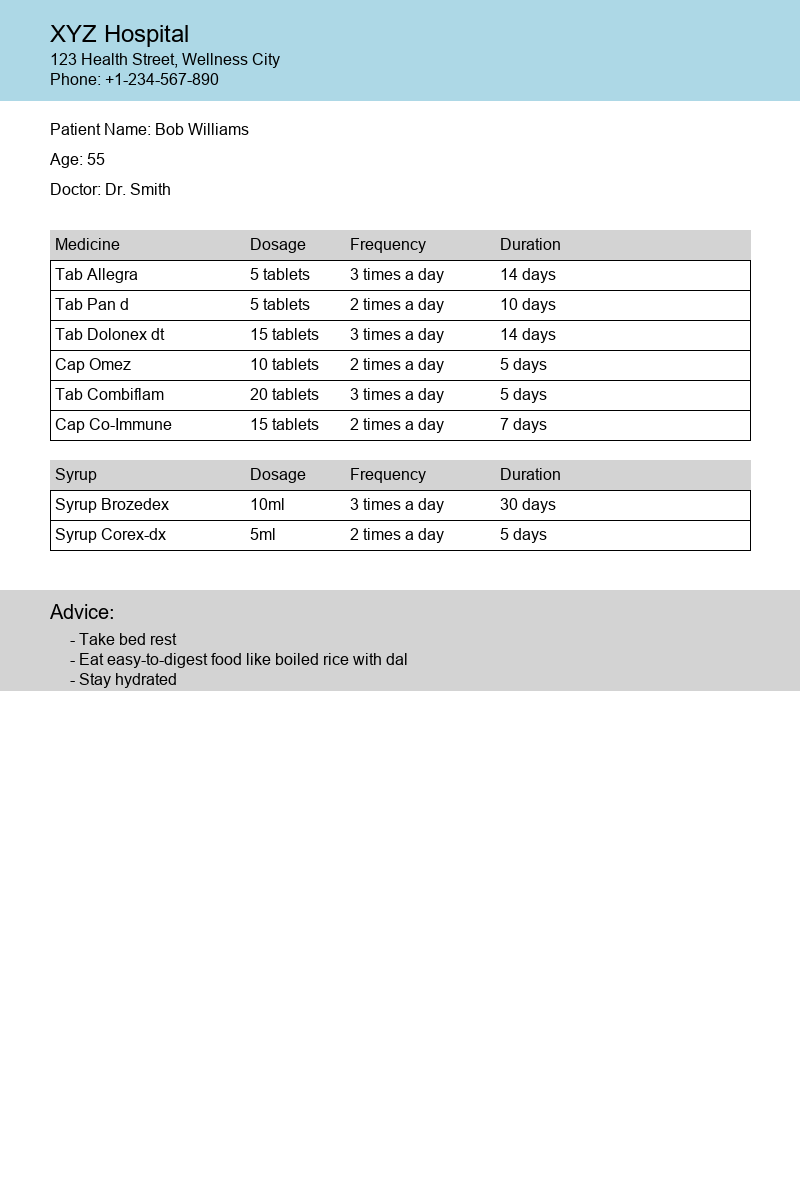 XYZ Hospital
123 Health Street, Wellness City
Phone: +1-234-567-890
Patient Name: Bob Williams
Age: 55
Doctor: Dr. Smith
Medicine Dosage Frequency Duration
Tab Allegra 5 tablets 3 times a day 14 days
Tab Pan d 5 tablets 2 times a day 10 days
Tab Dolonex dt 15 tablets 3 times a day 14 days
Cap Omez 10 tablets 2 times a day 5 days
Tab Combiflam 20 tablets 3 times a day 5 days
Cap Co-Immune 15 tablets 2 times a day 7 days
Syrup Dosage Frequency Duration
Syrup Brozedex 10ml 3 times a day 30 days
Syrup Corex-dx 5ml 2 times a day 5 days
Advice:
- Take bed rest
- Eat easy-to-digest food like boiled rice with dal
- Stay hydrated